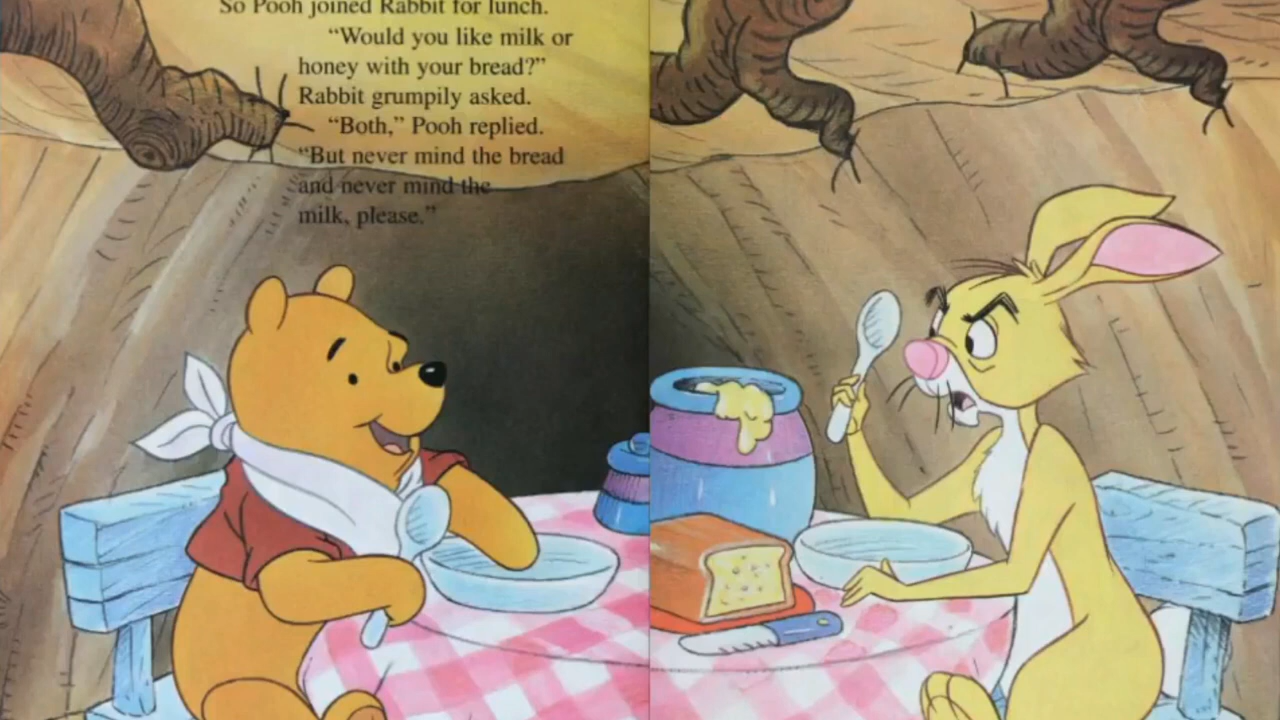 So Pooh joined Rabbit for lunch.
“Would you like milk or
honey with your bread?”
Rabbit grumpily asked.
“Both,” Pooh replied.
“But never mind the bread
and never mind the
milk, please.”